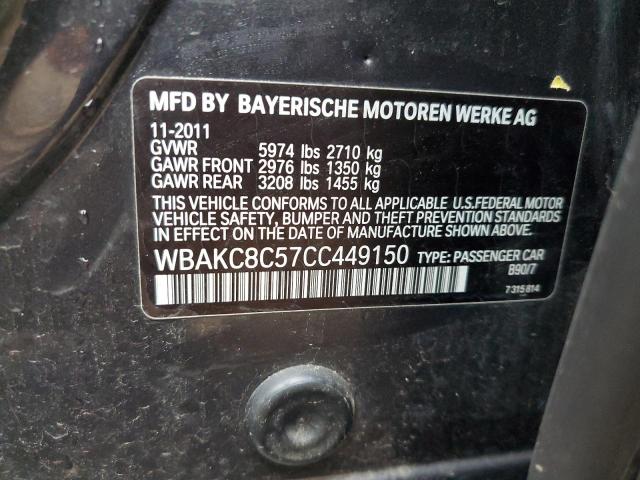 MFD BY BAYERISCHE MOTOREN WERKE AG
11-2011
GVWR 5974 lbs 2710 kg
GAWR FRONT 2976 lbs 1350 kg
GAWR REAR 3208 lbs 1455 kg
THIS VEHICLE CONFORMS TO ALL APPLICABLE U.S.FEDERAL MOTOR
VEHICLE SAFETY, BUMPER AND THEFT PREVENTION STANDARDS
IN EFFECT ON THE DATE OF MANUFACTURE SHOWN ABOVE.
WBAKC8C57CC449150 TYPE: PASSENGER CAR
B90/7
7315814